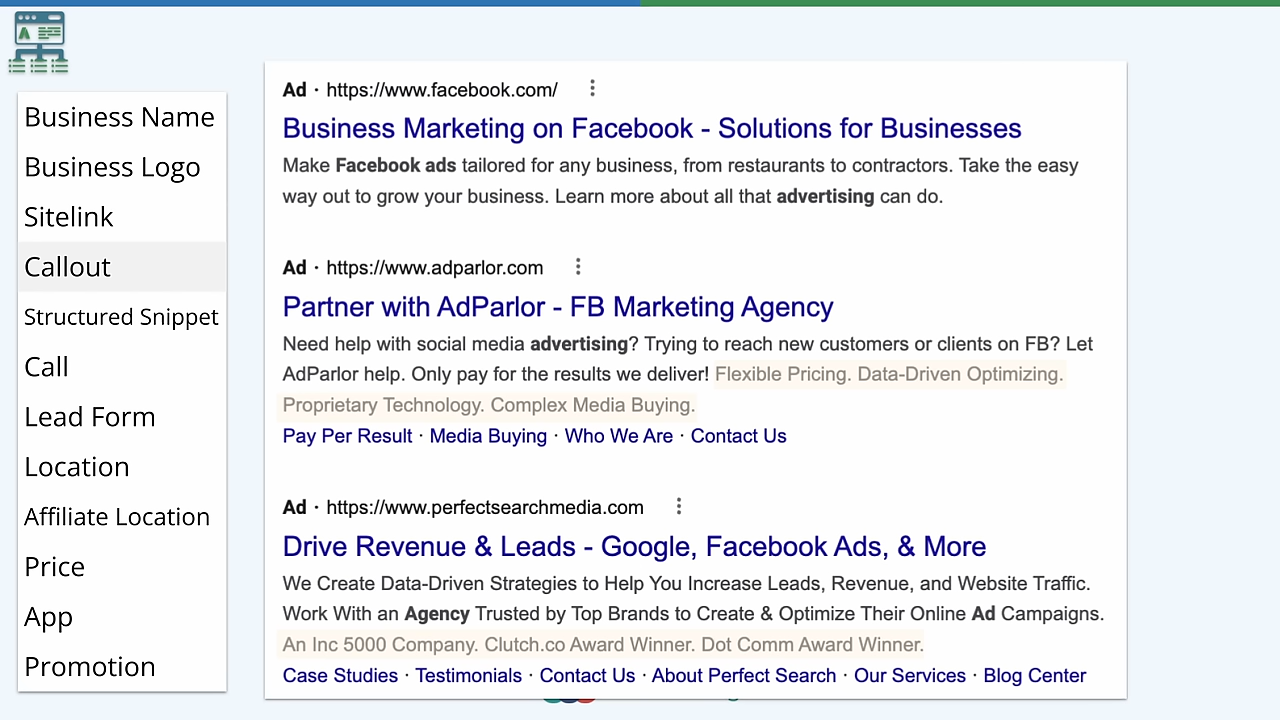 Business Name
Business Logo
Sitelink
Callout
Structured Snippet
Call
Lead Form
Location
Affiliate Location
Price
App
Promotion
Ad · https://www.facebook.com/
Business Marketing on Facebook - Solutions for Businesses
Make Facebook ads tailored for any business, from restaurants to contractors. Take the easy
way out to grow your business. Learn more about all that advertising can do.
Ad · https://www.adparlor.com
Partner with AdParlor - FB Marketing Agency
Need help with social media advertising? Trying to reach new customers or clients on FB? Let
AdParlor help. Only pay for the results we deliver! Flexible Pricing. Data-Driven Optimizing.
Proprietary Technology. Complex Media Buying.
Pay Per Result · Media Buying · Who We Are · Contact Us
Ad · https://www.perfectsearchmedia.com
Drive Revenue & Leads - Google, Facebook Ads, & More
We Create Data-Driven Strategies to Help You Increase Leads, Revenue, and Website Traffic.
Work With an Agency Trusted by Top Brands to Create & Optimize Their Online Ad Campaigns.
An Inc 5000 Company. Clutch.co Award Winner. Dot Comm Award Winner.
Case Studies · Testimonials · Contact Us · About Perfect Search · Our Services · Blog Center